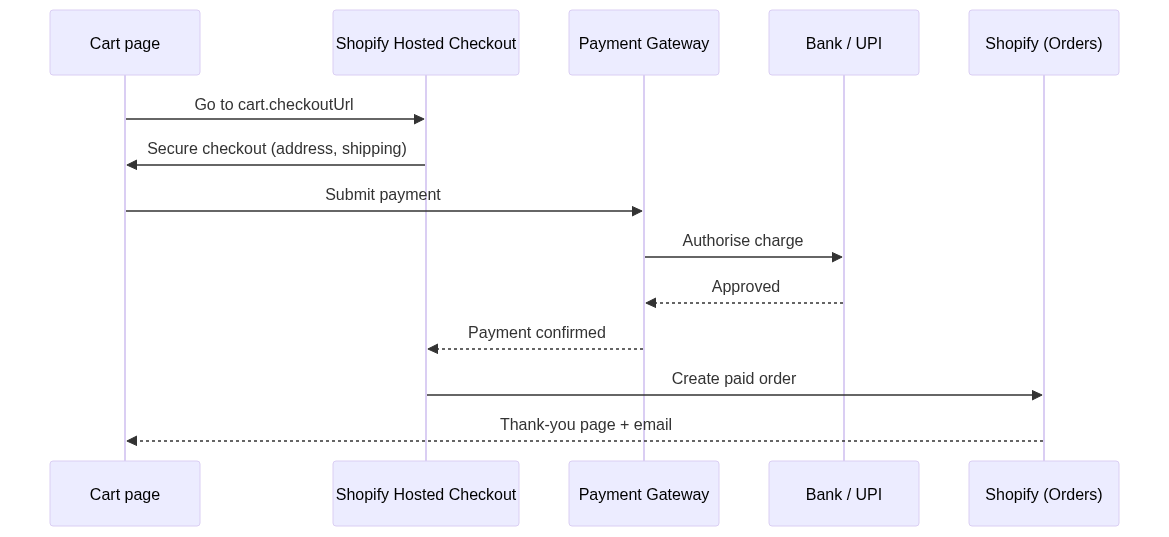 Cart page
Shopify Hosted Checkout
Payment Gateway
Bank / UPI
Shopify (Orders)
Go to cart.checkoutUrl
Secure checkout (address, shipping)
Submit payment
Authorise charge
Approved
Payment confirmed
Create paid order
Thank-you page + email
Cart page
Shopify Hosted Checkout
Payment Gateway
Bank / UPI
Shopify (Orders)